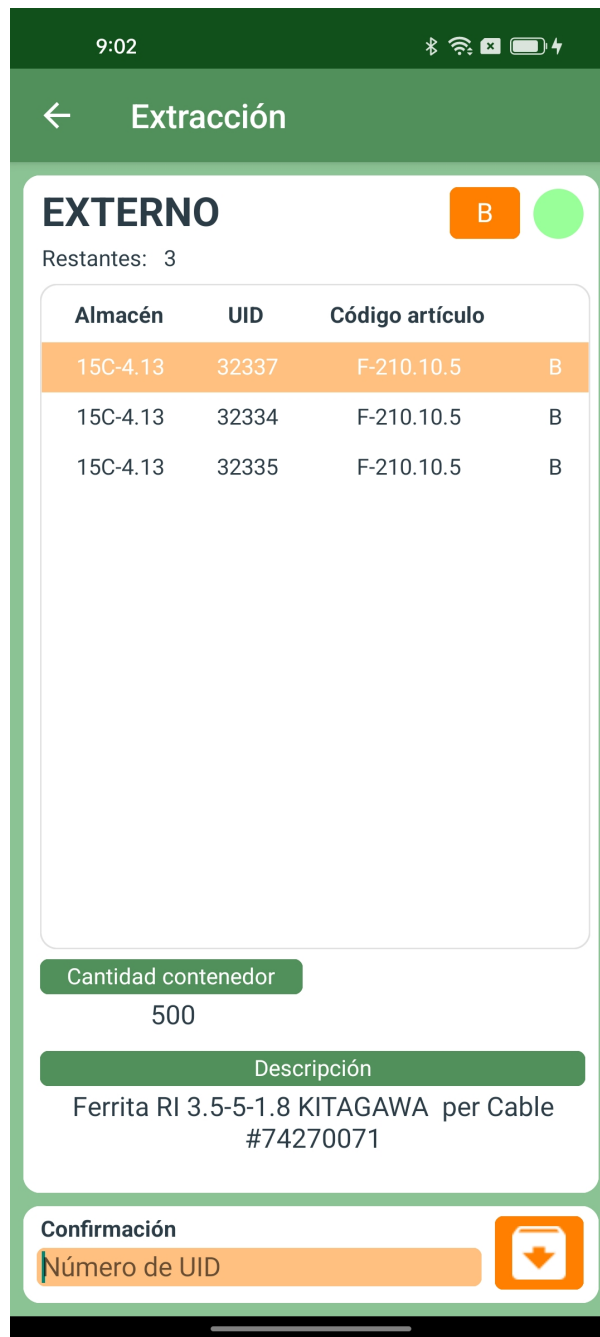 9:02
Extracción
EXTERNO B
Restantes: 3
Almacén UID Código artículo
15C-4.13 32337 F-210.10.5 B
15C-4.13 32334 F-210.10.5 B
15C-4.13 32335 F-210.10.5 B
Cantidad contenedor
500
Descripción
Ferrita RI 3.5-5-1.8 KITAGAWA per Cable
#74270071
Confirmación
Número de UID